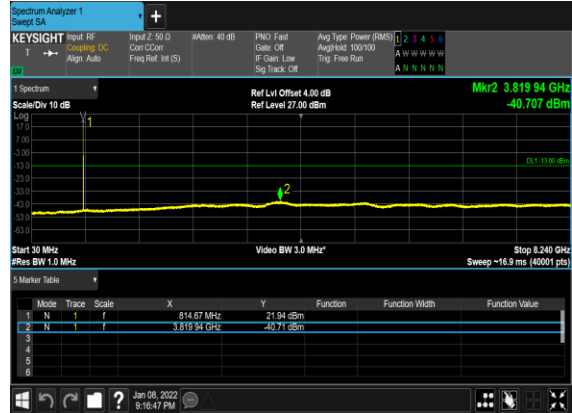 Spectrum Analyzer 1
Swept SA
+
KEYSIGHT Input: RF Input Z: 50 Ω #Atten: 40 dB PNO: Fast Avg Type: Power (RMS) 1 2 3 4 5 6
T Coupling: DC Corr CCorr Gate: Off Avg|Hold: 100/100 A W W W W W
Align: Auto Freq Ref: Int (S) IF Gain: Low Trig: Free Run
Sig Track: Off A N N N N N
1 Spectrum Ref Lvl Offset 4.00 dB Mkr2 3.819 94 GHz
Scale/Div 10 dB Ref Level 27.00 dBm -40.707 dBm
Log
17.0 1
7.00
-3.00
-13.0 DL1 -13.00 dBm
-23.0
-33.0 2
-43.0
-53.0
-63.0
Start 30 MHz Video BW 3.0 MHz* Stop 8.240 GHz
#Res BW 1.0 MHz Sweep ~16.9 ms (40001 pts)
5 Marker Table
Mode Trace Scale X Y Function Function Width Function Value
1 N 1 f 814.67 MHz 21.94 dBm
2 N 1 f 3.819 94 GHz -40.71 dBm
3
4
5
6
? Jan 08, 2022
9:16:47 PM